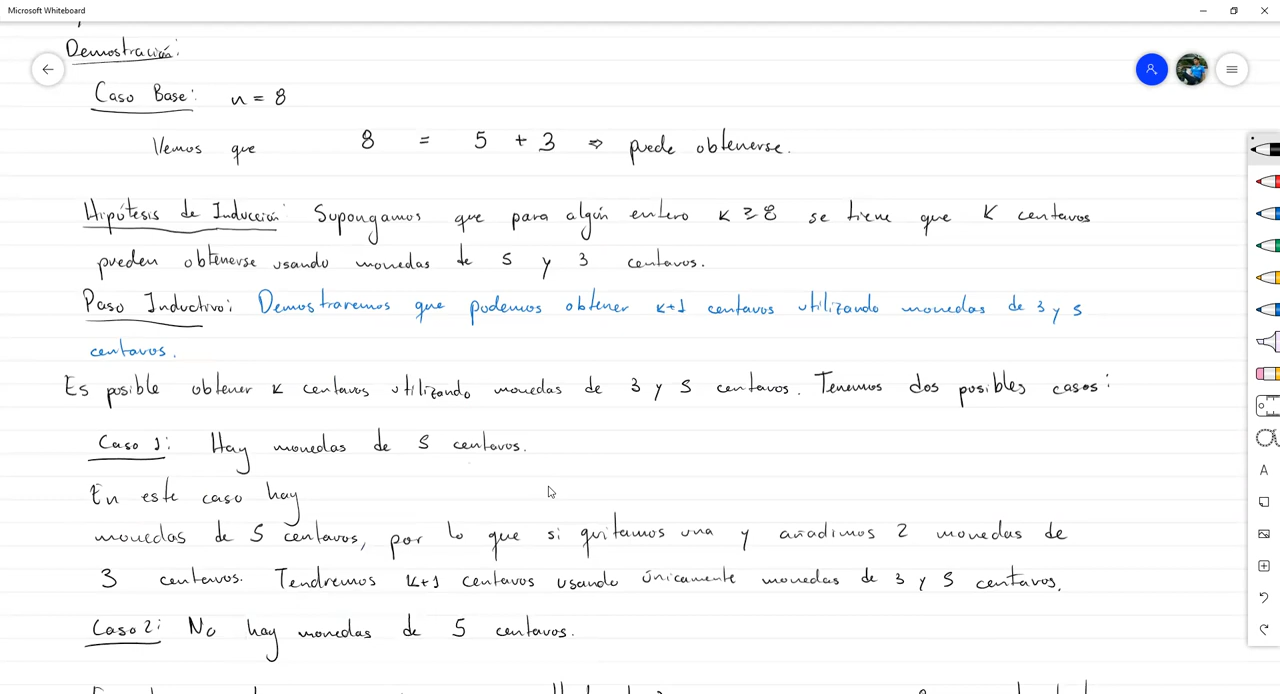 Microsoft Whiteboard
Demostración:
Caso Base: n = 8
Vemos que 8 = 5 + 3 ⇒ puede obtenerse.
Hipótesis de Inducción: Supongamos que para algún entero K ≥ 8 se tiene que K centavos
pueden obtenerse usando monedas de 5 y 3 centavos.
Paso Inductivo: Demostraremos que podemos obtener K+1 centavos utilizando monedas de 3 y 5
centavos.
Es posible obtener K centavos utilizando monedas de 3 y 5 centavos. Tenemos dos posibles casos:
Caso 1: Hay monedas de 5 centavos.
En este caso hay
monedas de 5 centavos, por lo que si quitamos una y añadimos 2 monedas de
3 centavos. Tendremos K+1 centavos usando únicamente monedas de 3 y 5 centavos.
Caso 2: No hay monedas de 5 centavos.